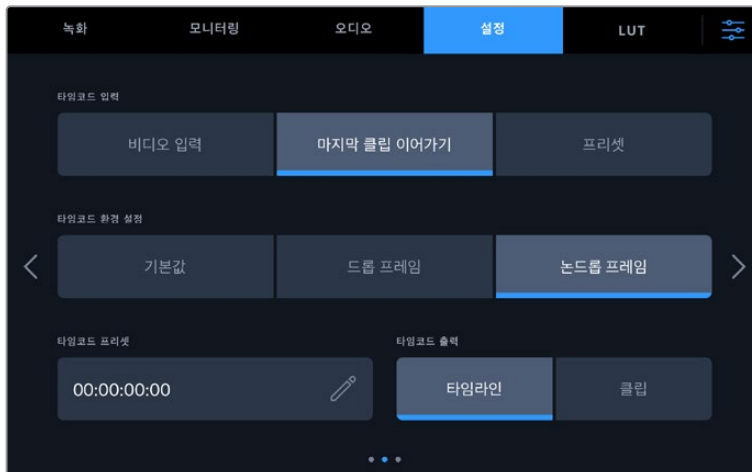 녹화 모니터링 오디오 설정 LUT
타임코드 입력
비디오 입력 마지막 클립 이어가기 프리셋
타임코드 환경 설정
기본값 드롭 프레임 논드롭 프레임
타임코드 프리셋 타임코드 출력
00:00:00:00 타임라인 클립